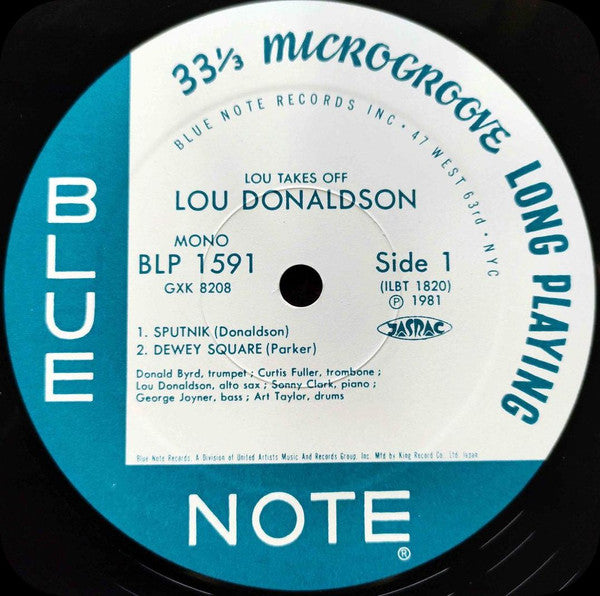 33⅓ MICROGROOVE LONG PLAYING
BLUE NOTE RECORDS INC • 47 WEST 63rd • NYC
LOU TAKES OFF
LOU DONALDSON
MONO
BLP 1591 Side 1
GXK 8208 (ILBT 1820)
Ⓟ 1981
JASRAC
1. SPUTNIK (Donaldson)
2. DEWEY SQUARE (Parker)
Donald Byrd, trumpet ; Curtis Fuller, trombone ;
Lou Donaldson, alto sax ; Sonny Clark, piano ;
George Joyner, bass ; Art Taylor, drums
Blue Note Records. A Division of United Artists Music And Records Group, Inc. Mfd by King Record Co. Ltd. Japan.
BLUE
NOTE®